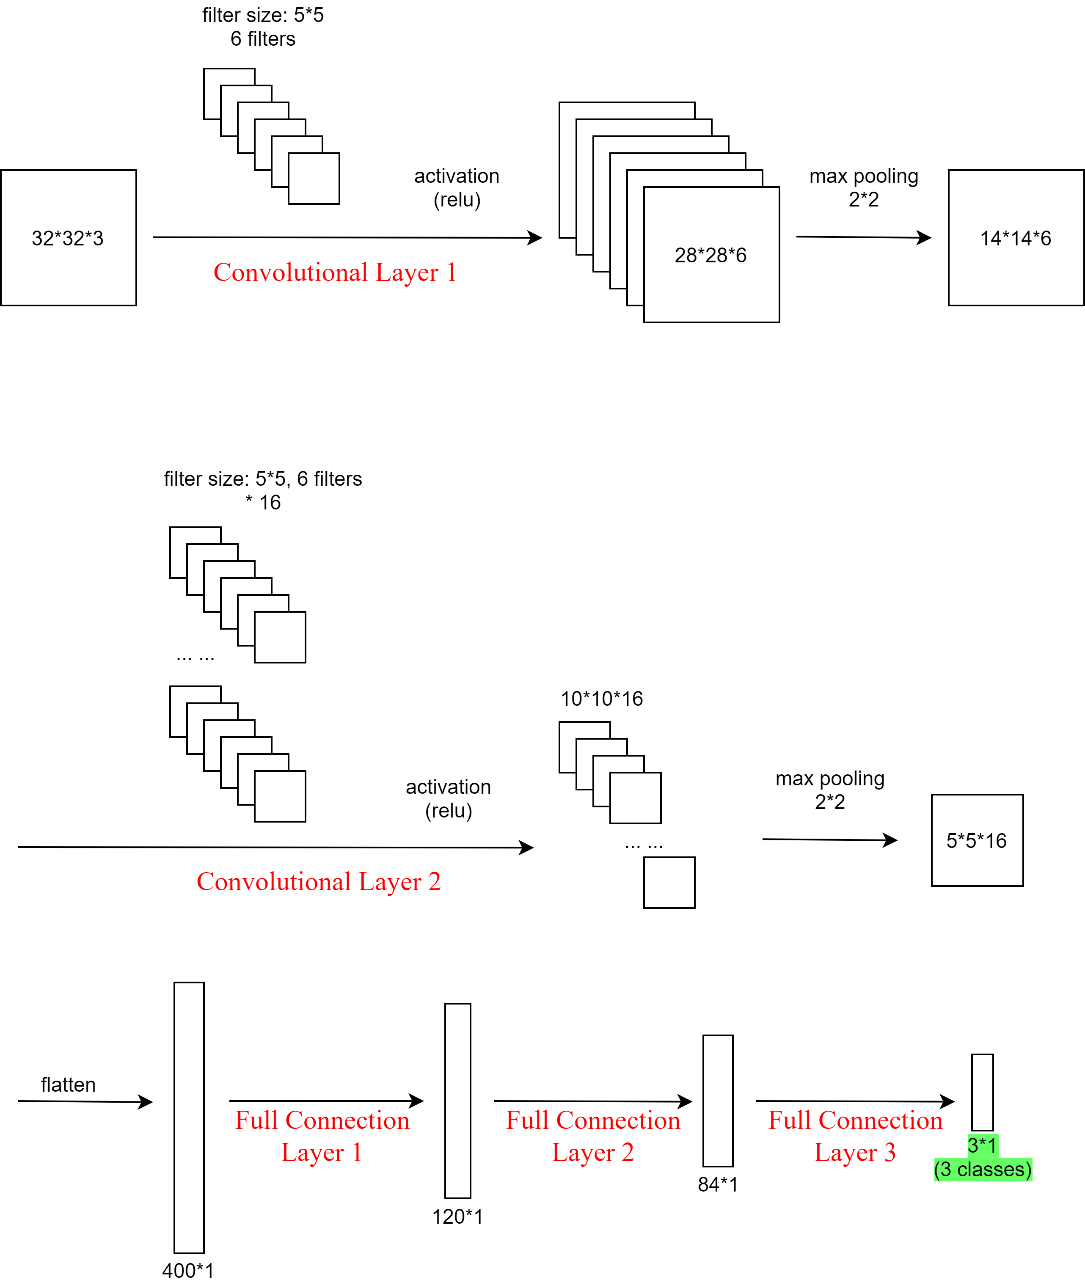 filter size: 5*5
6 filters
activation
(relu)
max pooling
2*2
32*32*3
28*28*6
14*14*6
Convolutional Layer 1
filter size: 5*5, 6 filters
* 16
... ...
10*10*16
activation
(relu)
max pooling
2*2
... ...
5*5*16
Convolutional Layer 2
flatten
Full Connection
Layer 1
Full Connection
Layer 2
Full Connection
Layer 3
400*1
120*1
84*1
3*1
(3 classes)